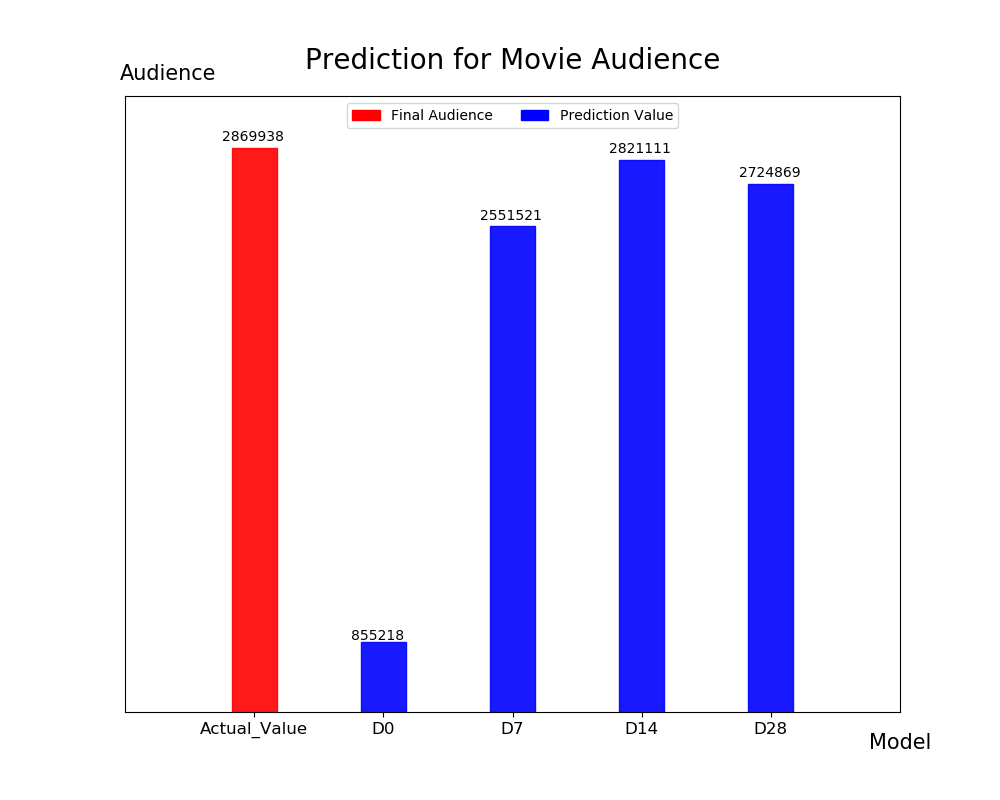 Prediction for Movie Audience
Audience
Final Audience
Prediction Value
2869938
855218
2551521
2821111
2724869
Actual_Value
D0
D7
D14
D28
Model